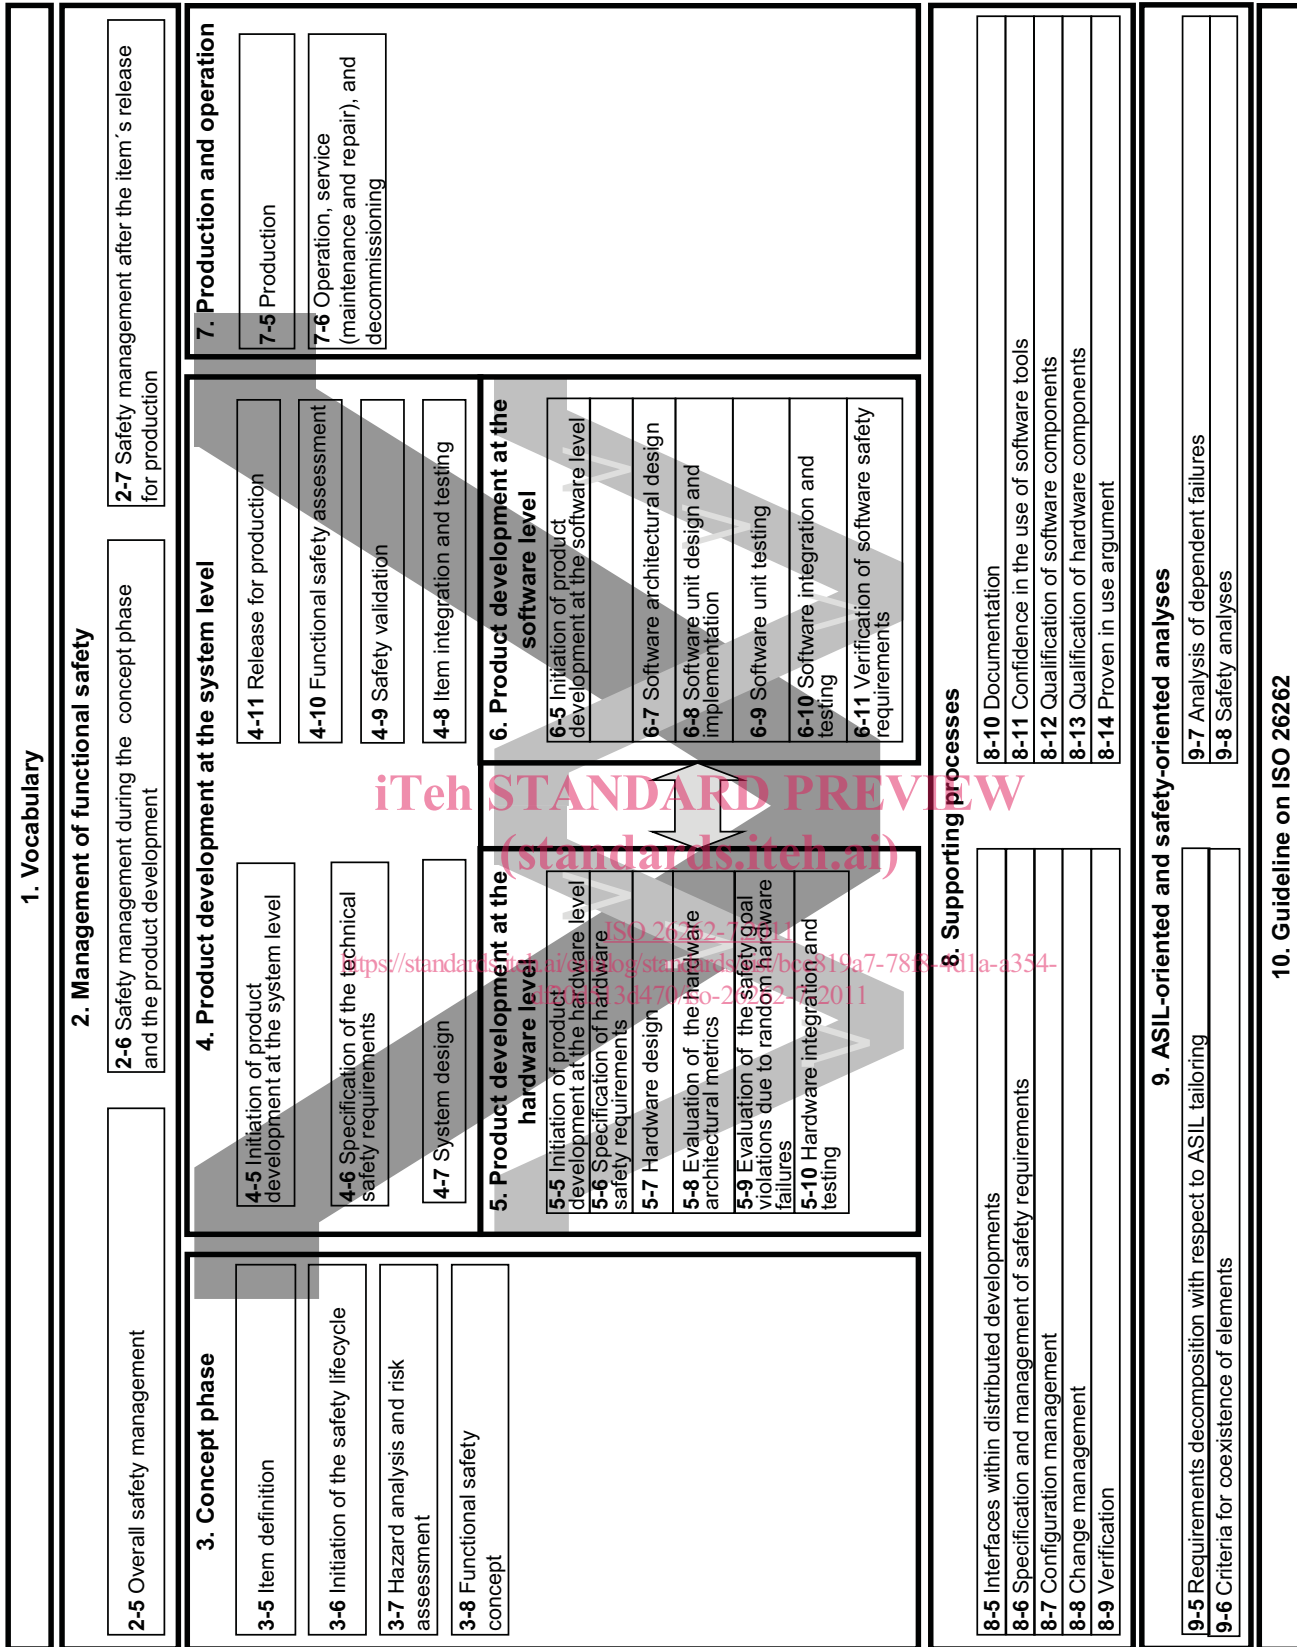 1. Vocabulary
2. Management of functional safety
2-5 Overall safety management
2-6 Safety management during the concept phase
and the product development
2-7 Safety management after the item´s release
for production
3. Concept phase
3-5 Item definition
3-6 Initiation of the safety lifecycle
3-7 Hazard analysis and risk
assessment
3-8 Functional safety
concept
4. Product development at the system level
4-5 Initiation of product
development at the system level
4-6 Specification of the technical
safety requirements
4-7 System design
4-11 Release for production
4-10 Functional safety assessment
4-9 Safety validation
4-8 Item integration and testing
7. Production and operation
7-5 Production
7-6 Operation, service
(maintenance and repair), and
decommissioning
5. Product development at the
hardware level
5-5 Initiation of product
development at the hardware level
5-6 Specification of hardware
safety requirements
5-7 Hardware design
5-8 Evaluation of the hardware
architectural metrics
5-9 Evaluation of the safety goal
violations due to random hardware
failures
5-10 Hardware integration and
testing
6. Product development at the
software level
6-5 Initiation of product
development at the software level
6-7 Software architectural design
6-8 Software unit design and
implementation
6-9 Software unit testing
6-10 Software integration and
testing
6-11 Verification of software safety
requirements
8. Supporting processes
8-5 Interfaces within distributed developments
8-6 Specification and management of safety requirements
8-7 Configuration management
8-8 Change management
8-9 Verification
8-10 Documentation
8-11 Confidence in the use of software tools
8-12 Qualification of software components
8-13 Qualification of hardware components
8-14 Proven in use argument
9. ASIL-oriented and safety-oriented analyses
9-5 Requirements decomposition with respect to ASIL tailoring
9-6 Criteria for coexistence of elements
9-7 Analysis of dependent failures
9-8 Safety analyses
10. Guideline on ISO 26262
iTeh STANDARD PREVIEW
(standards.iteh.ai)
ISO 26262-7:2011